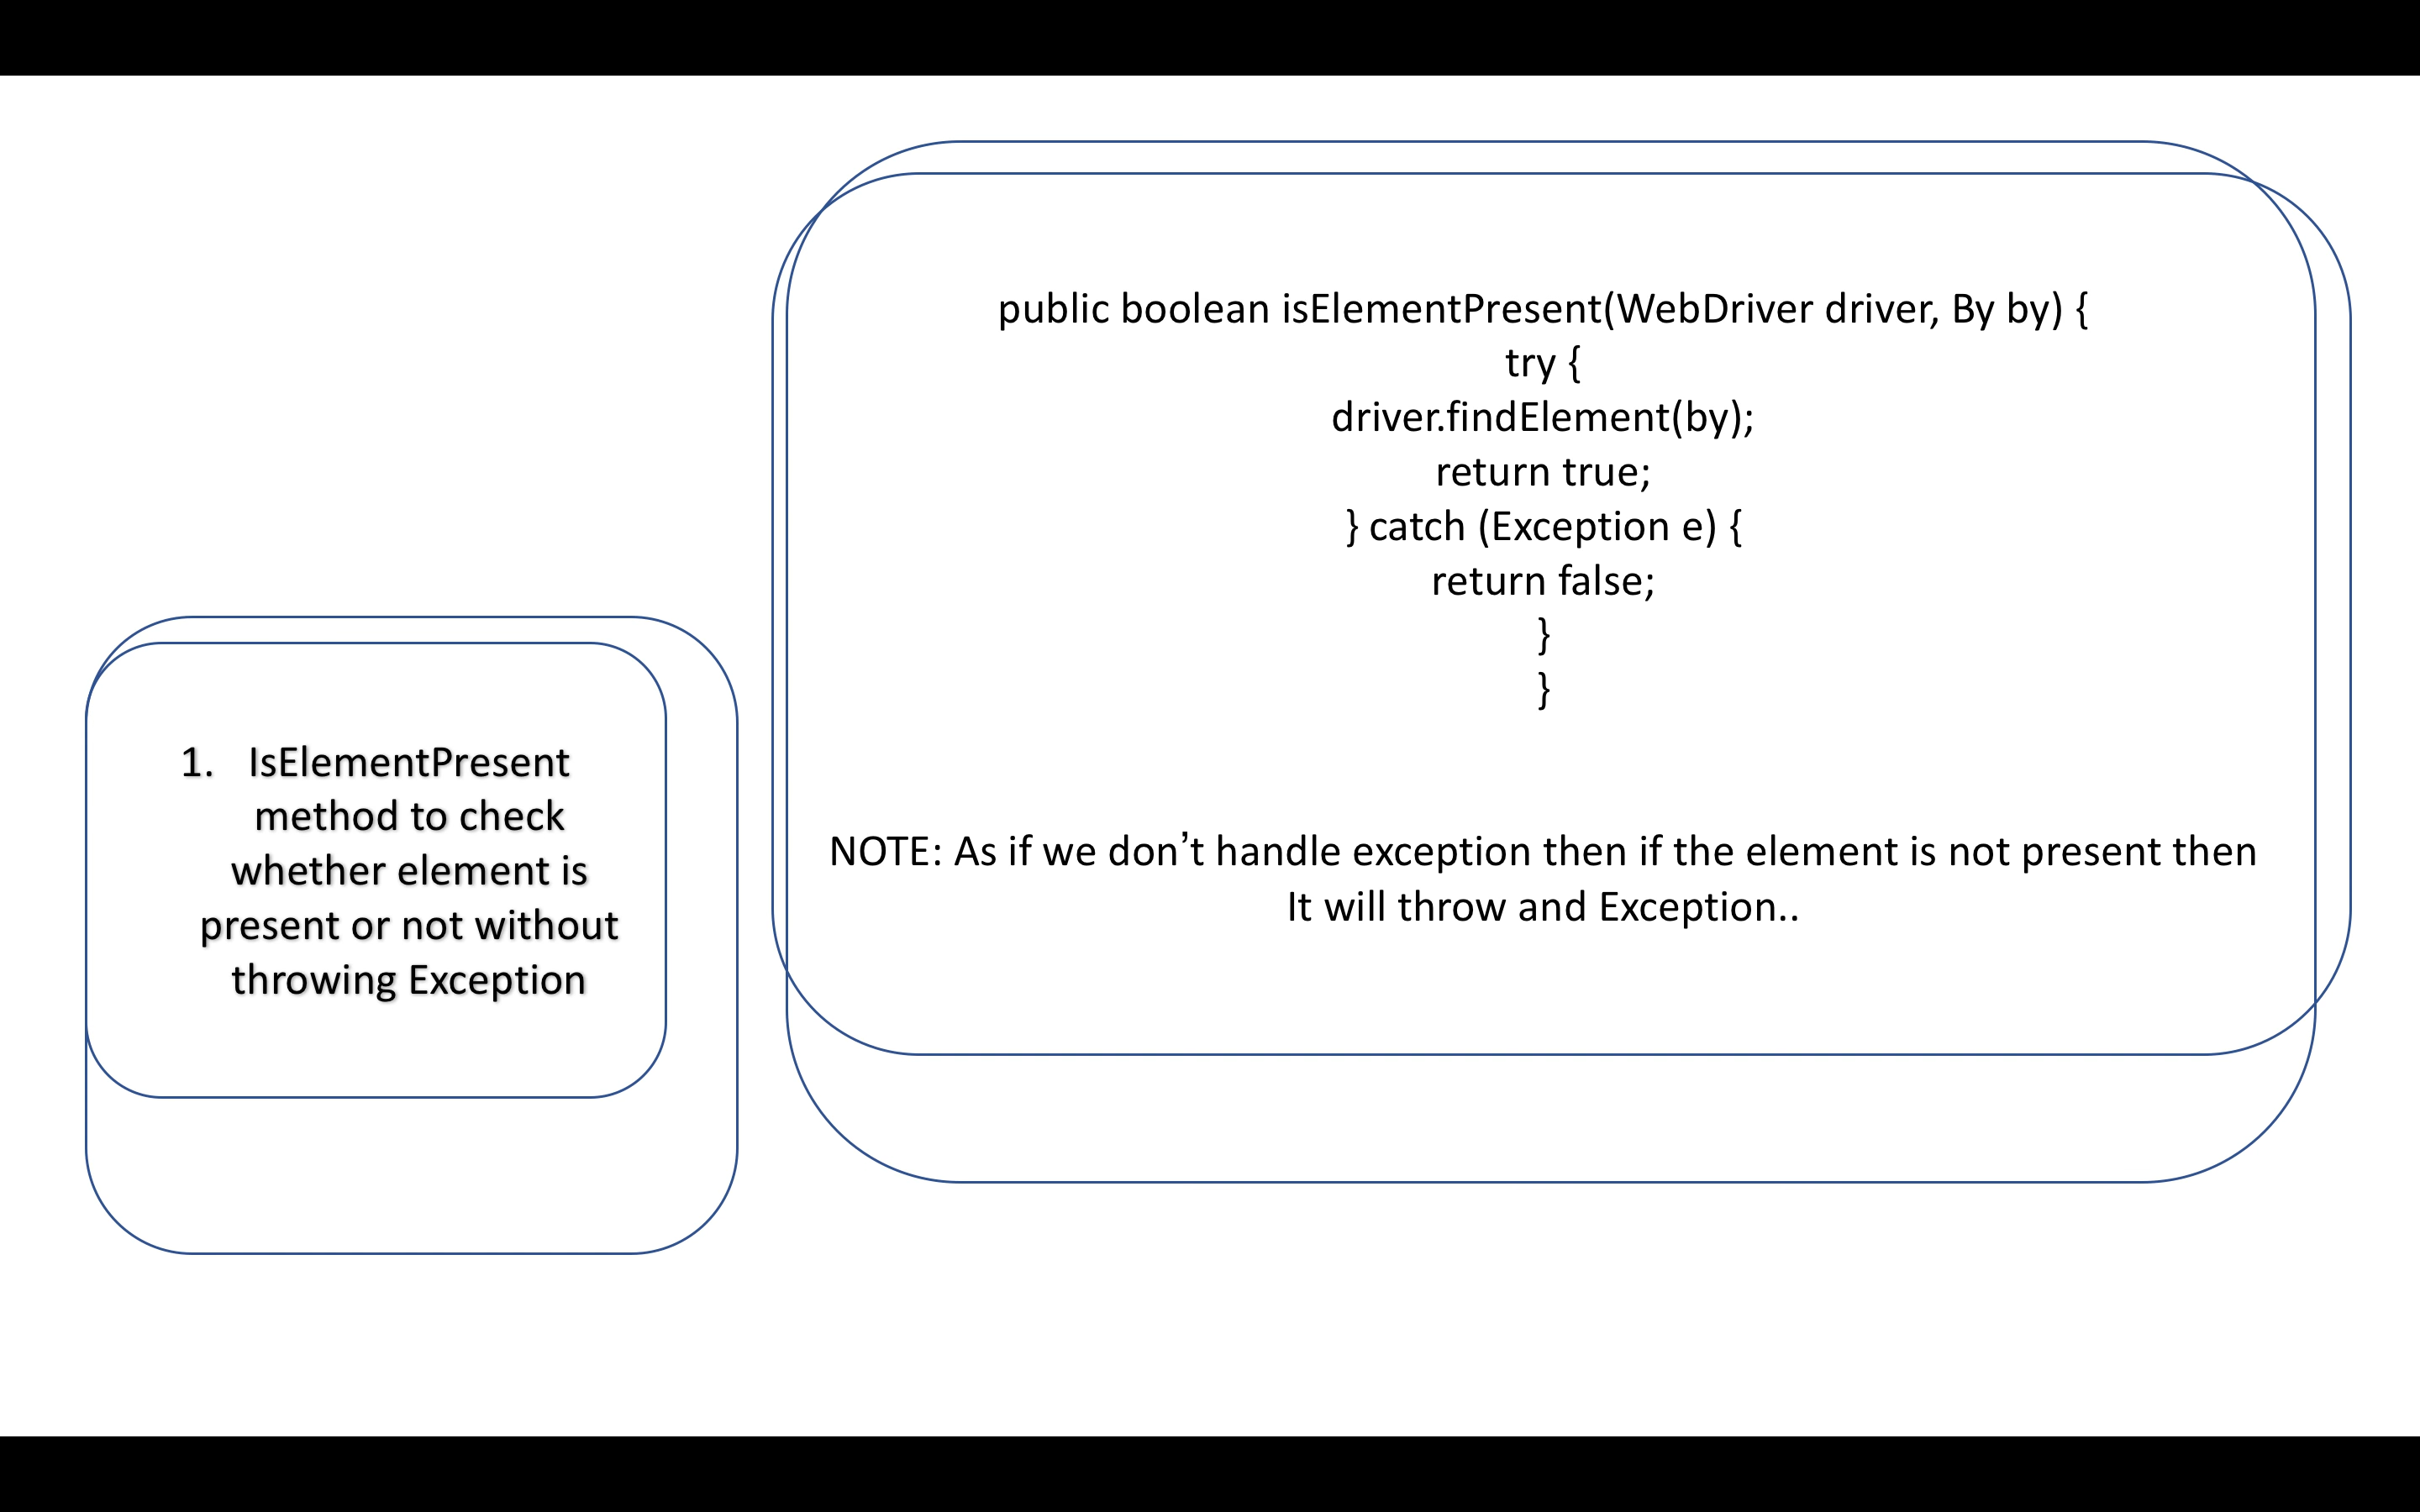 1. IsElementPresent
method to check
whether element is
present or not without
throwing Exception
public boolean isElementPresent(WebDriver driver, By by) {
try {
driver.findElement(by);
return true;
} catch (Exception e) {
return false;
}
}
NOTE: As if we don’t handle exception then if the element is not present then
It will throw and Exception..